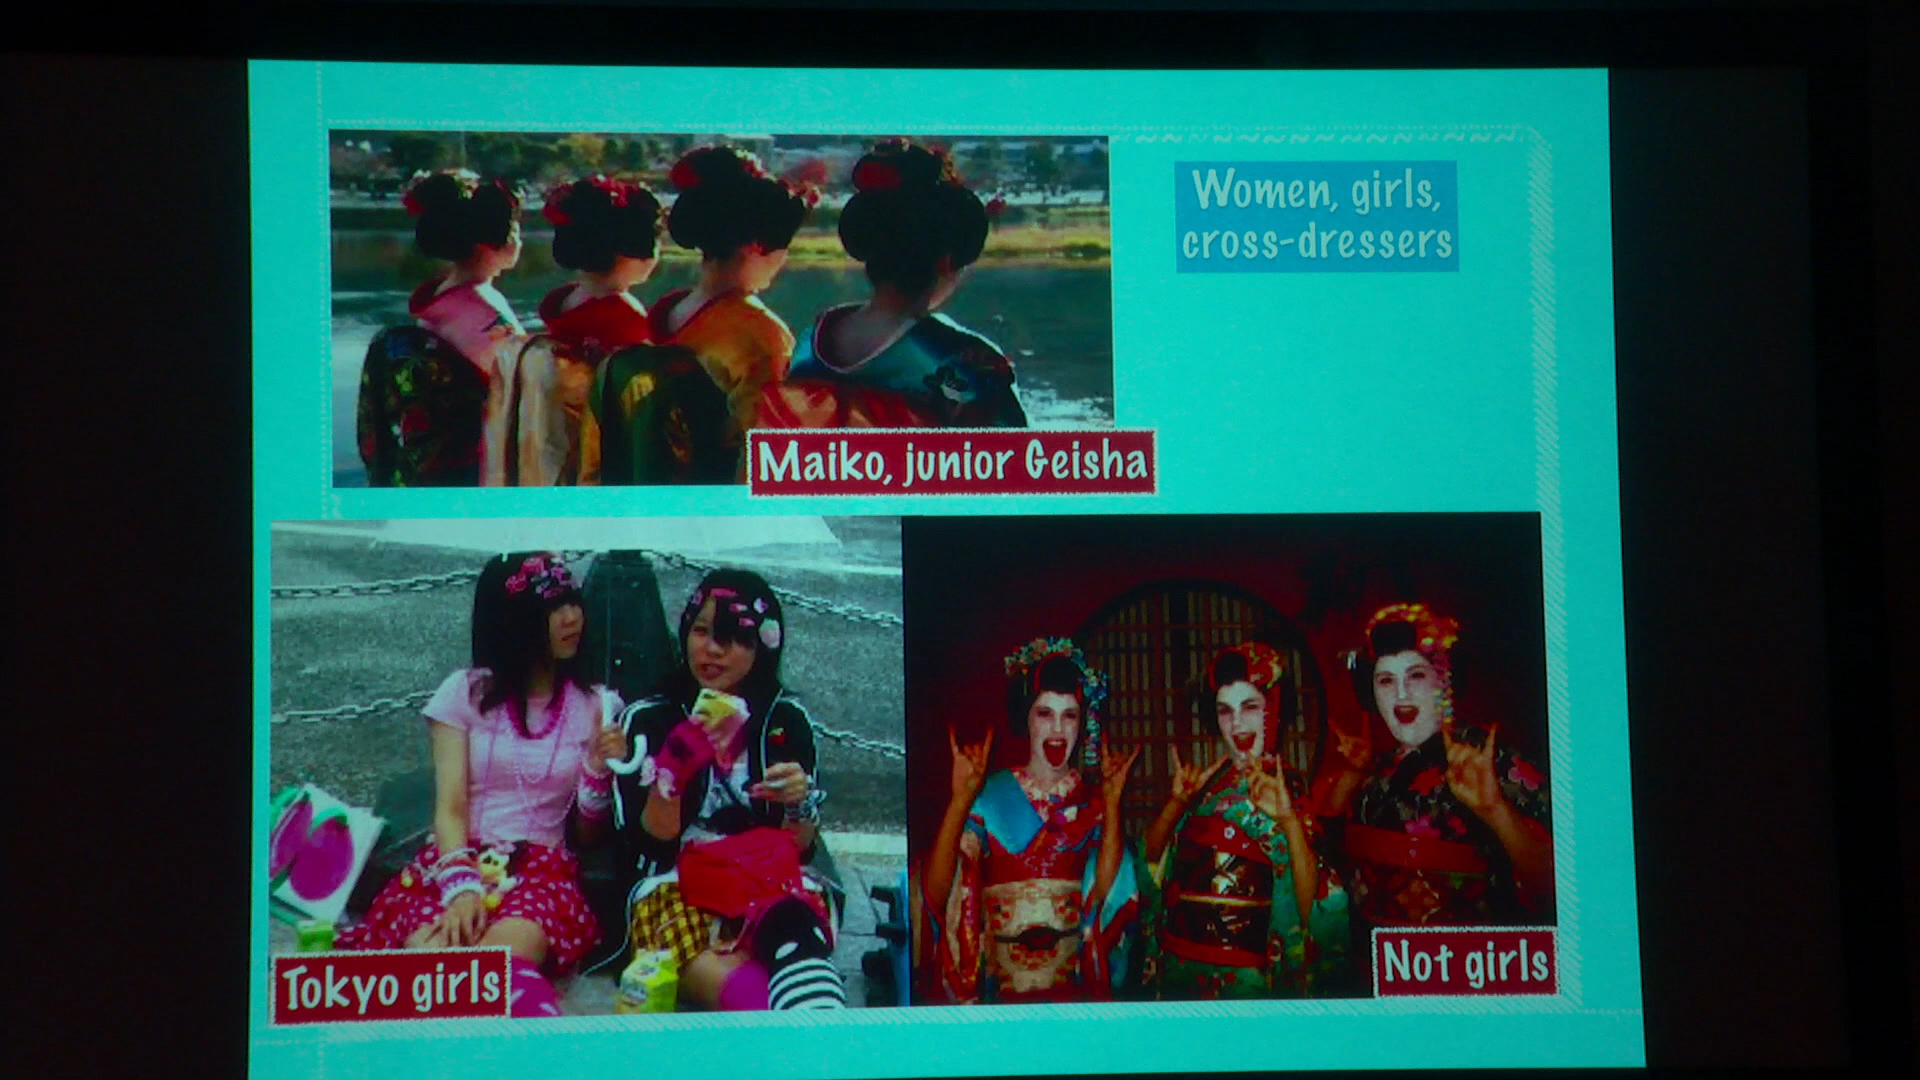 Women, girls,
cross-dressers
Maiko, junior Geisha
Tokyo girls
Not girls